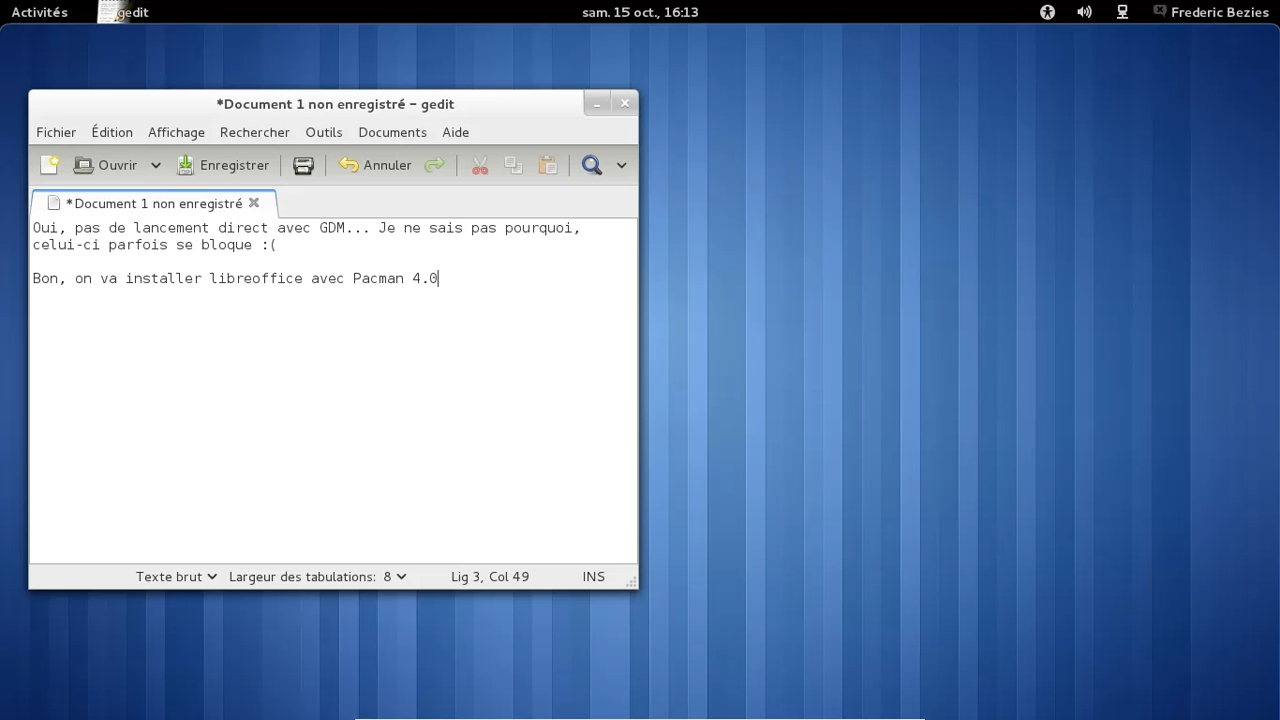 Activités gedit sam. 15 oct., 16:13 Frederic Bezies
*Document 1 non enregistré – gedit
Fichier Édition Affichage Rechercher Outils Documents Aide
Ouvrir Enregistrer Annuler
*Document 1 non enregistré
Oui, pas de lancement direct avec GDM... Je ne sais pas pourquoi,
celui-ci parfois se bloque :(
Bon, on va installer libreoffice avec Pacman 4.0
Texte brut Largeur des tabulations: 8 Lig 3, Col 49 INS